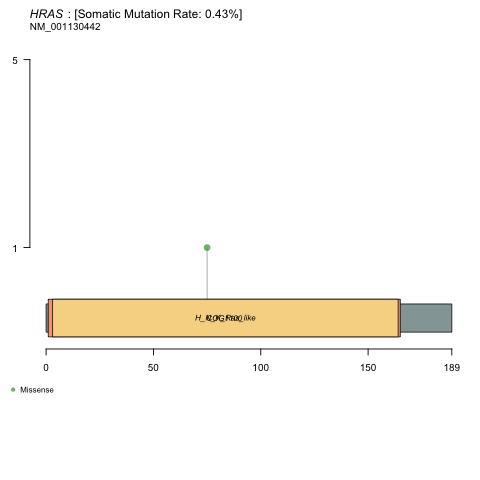 HRAS : [Somatic Mutation Rate: 0.43%]
NM_001130442
5
1
0 50 100 150 189
Missense